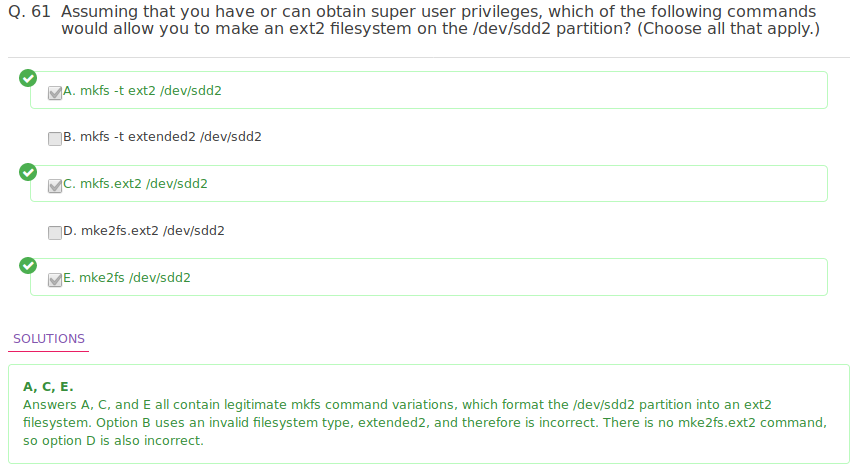 Q. 61 Assuming that you have or can obtain super user privileges, which of the following commands
would allow you to make an ext2 filesystem on the /dev/sdd2 partition? (Choose all that apply.)
A. mkfs -t ext2 /dev/sdd2
B. mkfs -t extended2 /dev/sdd2
C. mkfs.ext2 /dev/sdd2
D. mke2fs.ext2 /dev/sdd2
E. mke2fs /dev/sdd2
SOLUTIONS
A, C, E.
Answers A, C, and E all contain legitimate mkfs command variations, which format the /dev/sdd2 partition into an ext2
filesystem. Option B uses an invalid filesystem type, extended2, and therefore is incorrect. There is no mke2fs.ext2 command,
so option D is also incorrect.